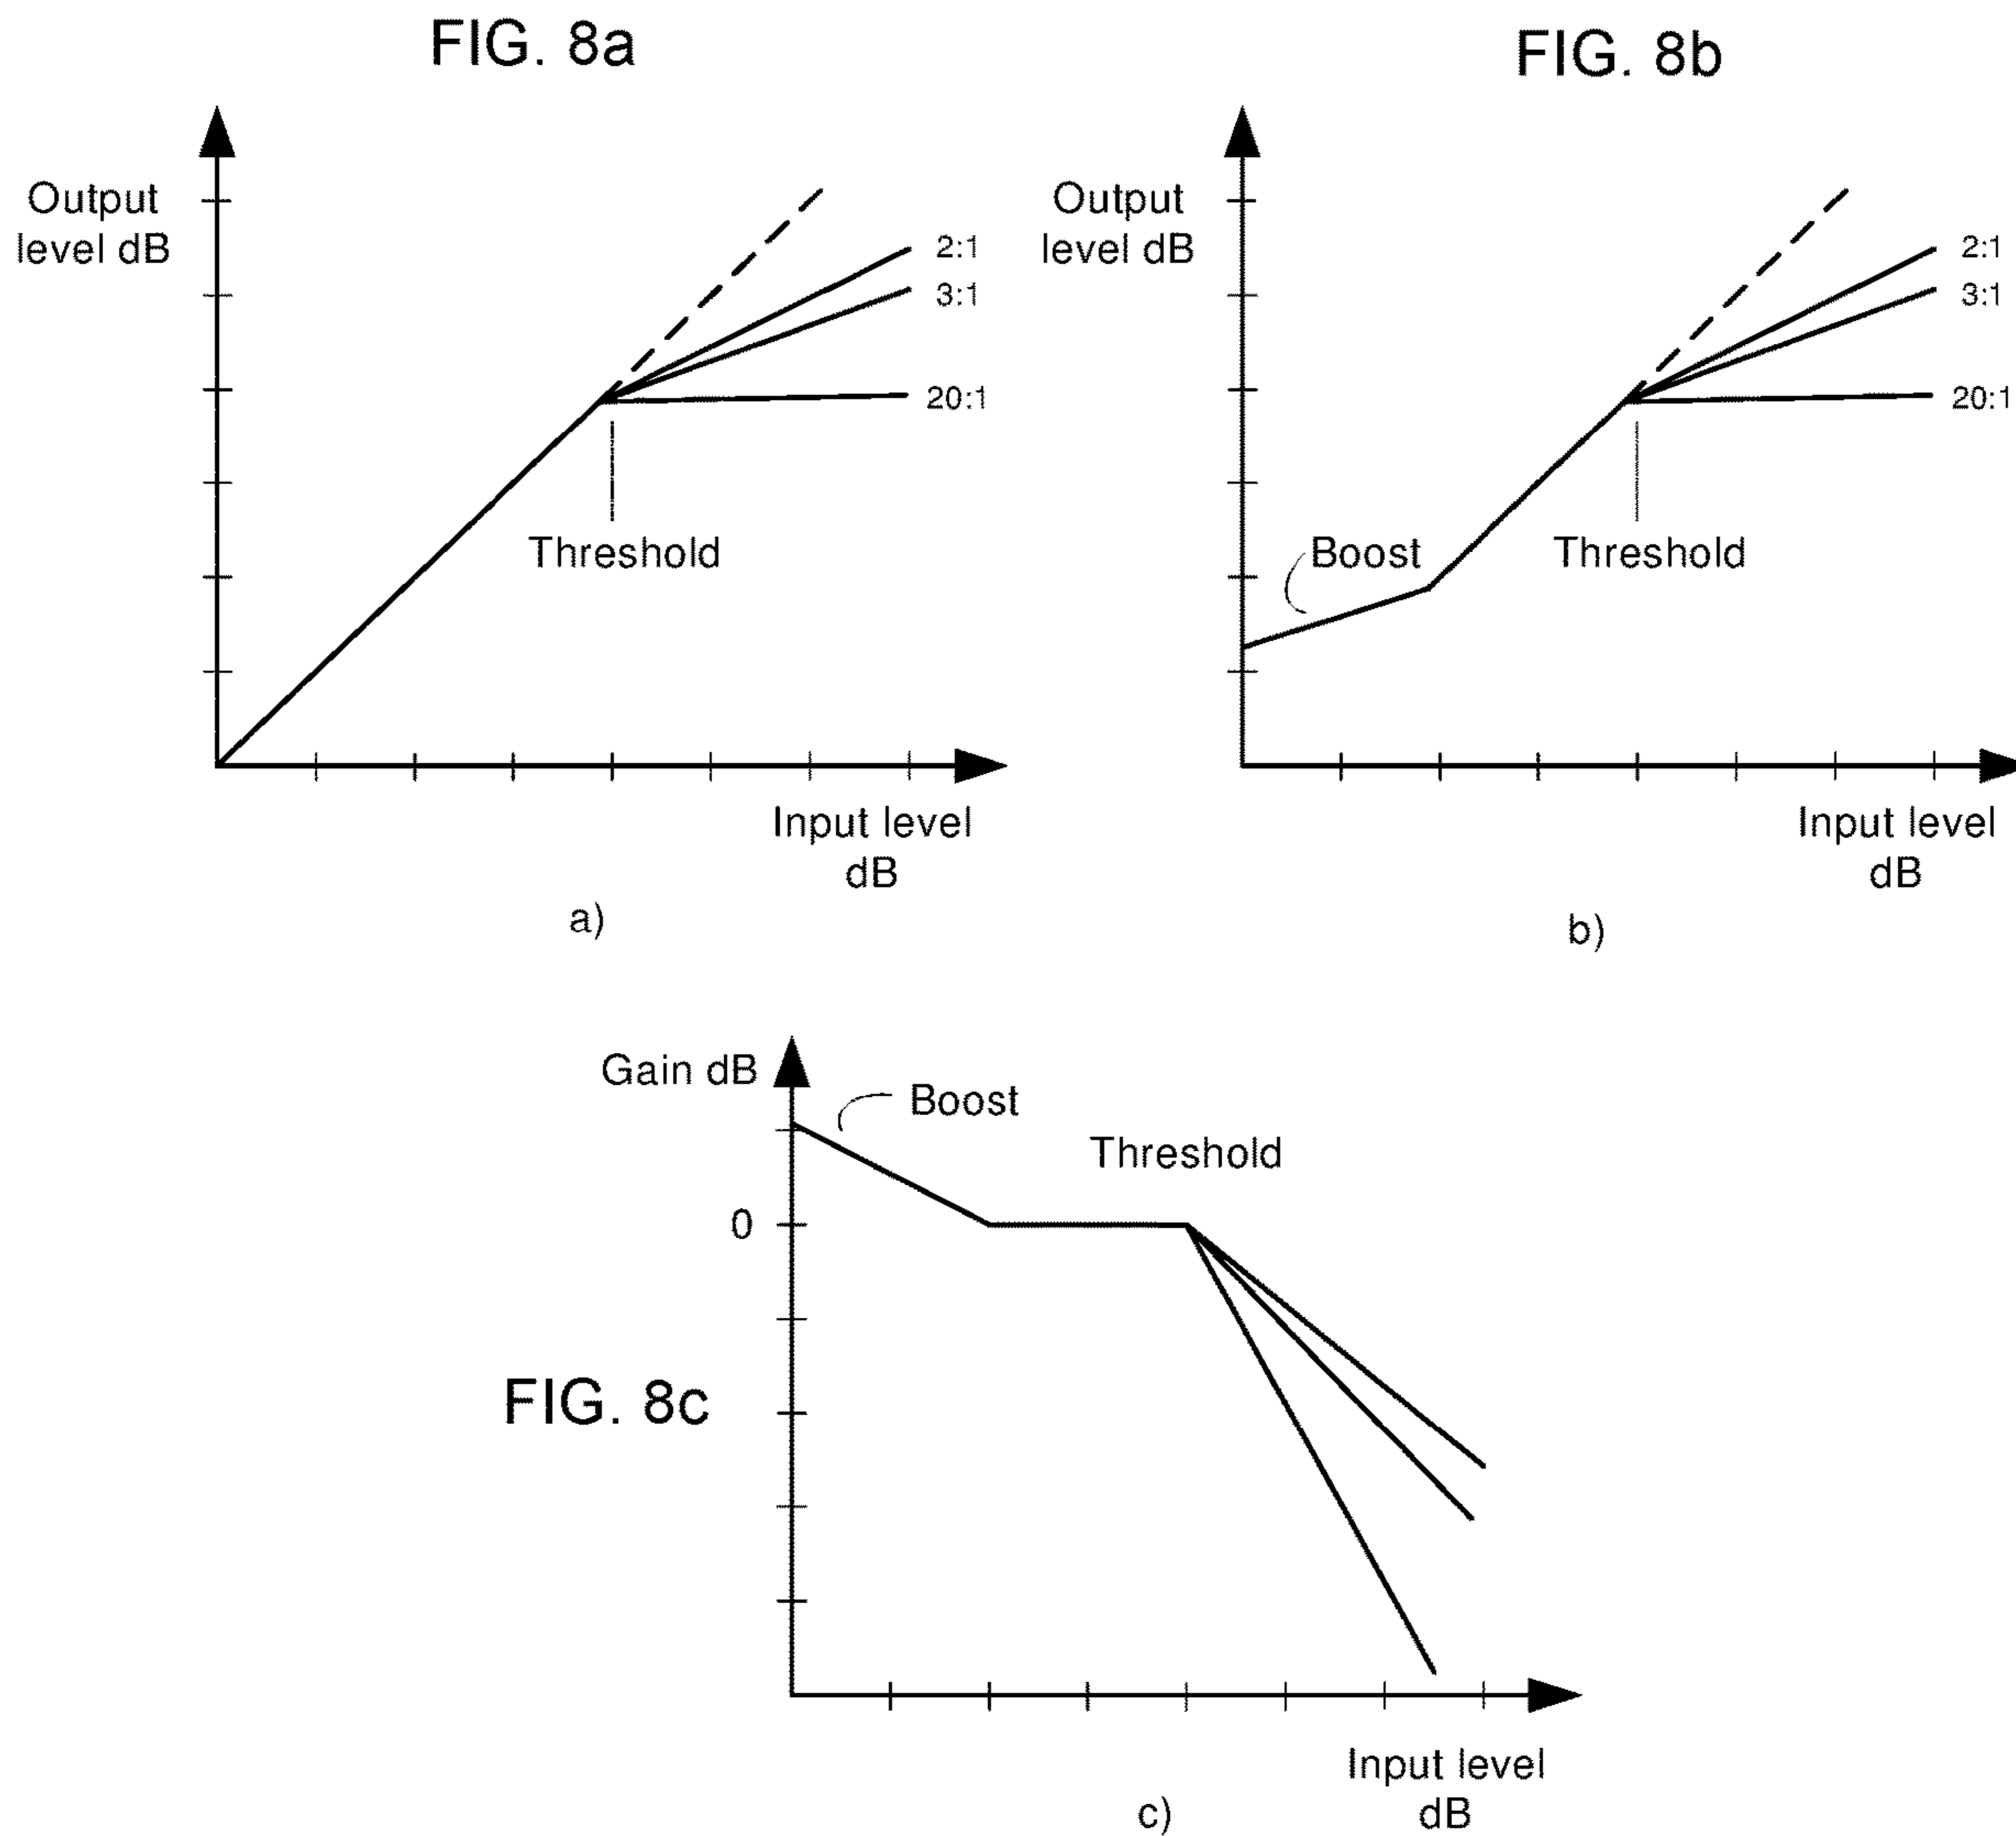 FIG. 8a
Output
level dB
2:1
3:1
20:1
Threshold
Input level
dB
a)
FIG. 8b
Output
level dB
2:1
3:1
20:1
Boost
Threshold
Input level
dB
b)
Gain dB
Boost
Threshold
0
FIG. 8c
Input level
dB
c)